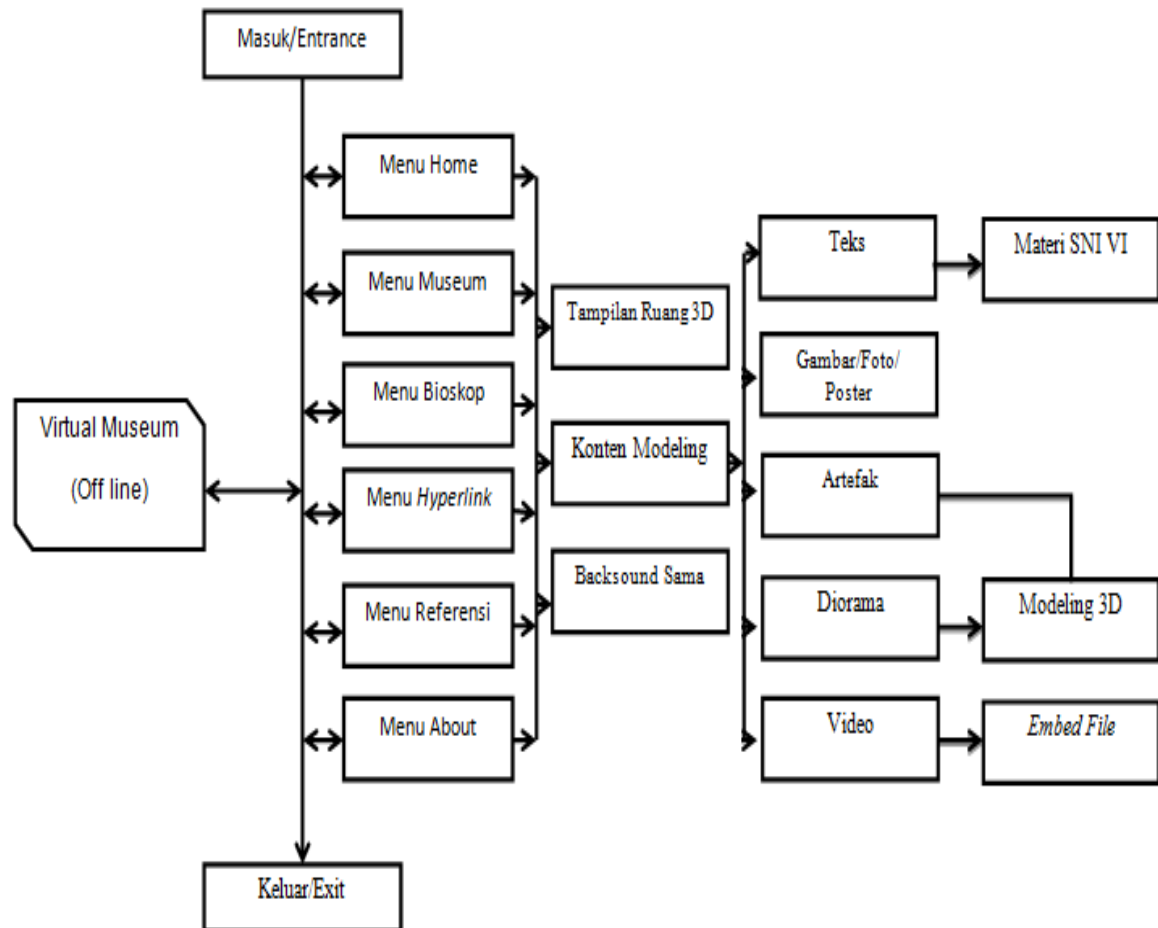 Masuk/Entrance
Menu Home
Menu Museum
Menu Bioskop
Menu Hyperlink
Menu Referensi
Menu About
Virtual Museum
(Off line)
Keluar/Exit
Tampilan Ruang 3D
Konten Modeling
Backsound Sama
Teks
Gambar/Foto/
Poster
Artefak
Diorama
Video
Materi SNI VI
Modeling 3D
Embed File